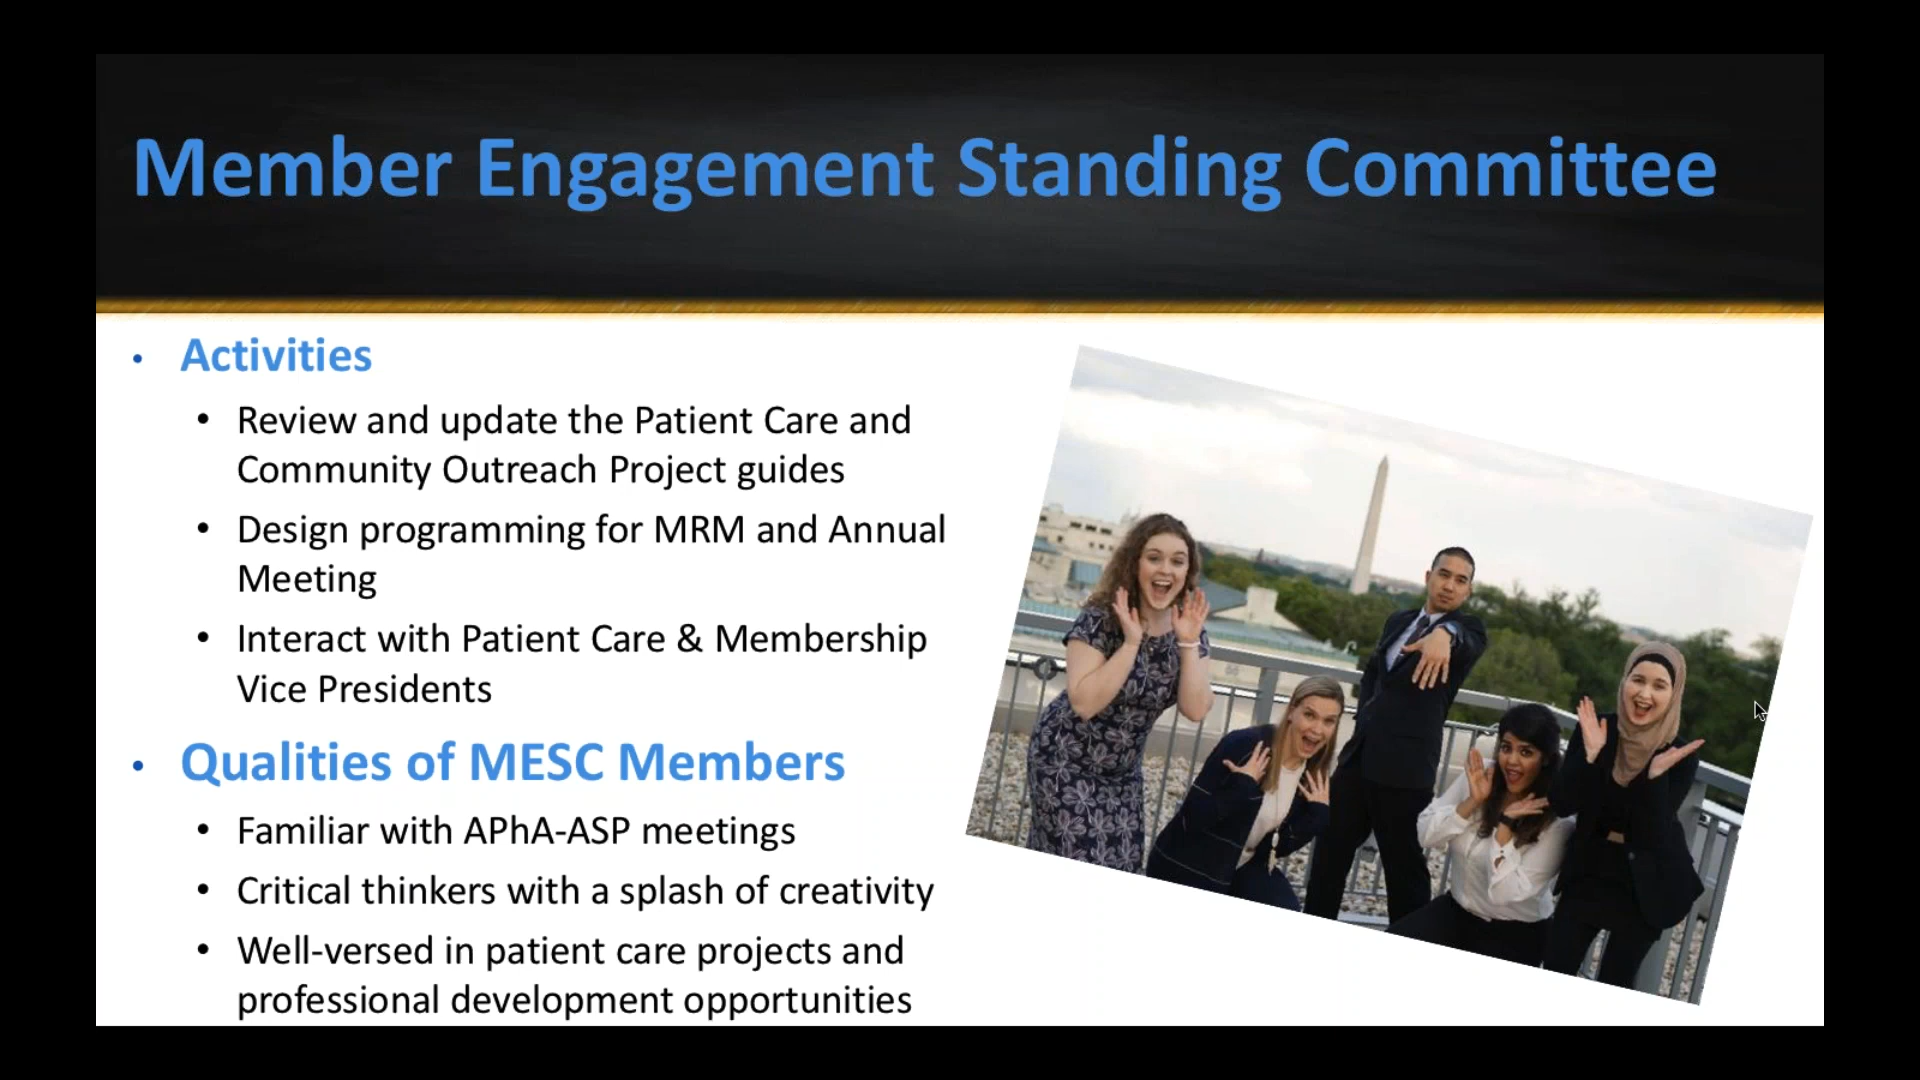 Member Engagement Standing Committee
• Activities
• Review and update the Patient Care and
Community Outreach Project guides
• Design programming for MRM and Annual
Meeting
• Interact with Patient Care & Membership
Vice Presidents
• Qualities of MESC Members
• Familiar with APhA-ASP meetings
• Critical thinkers with a splash of creativity
• Well-versed in patient care projects and
professional development opportunities